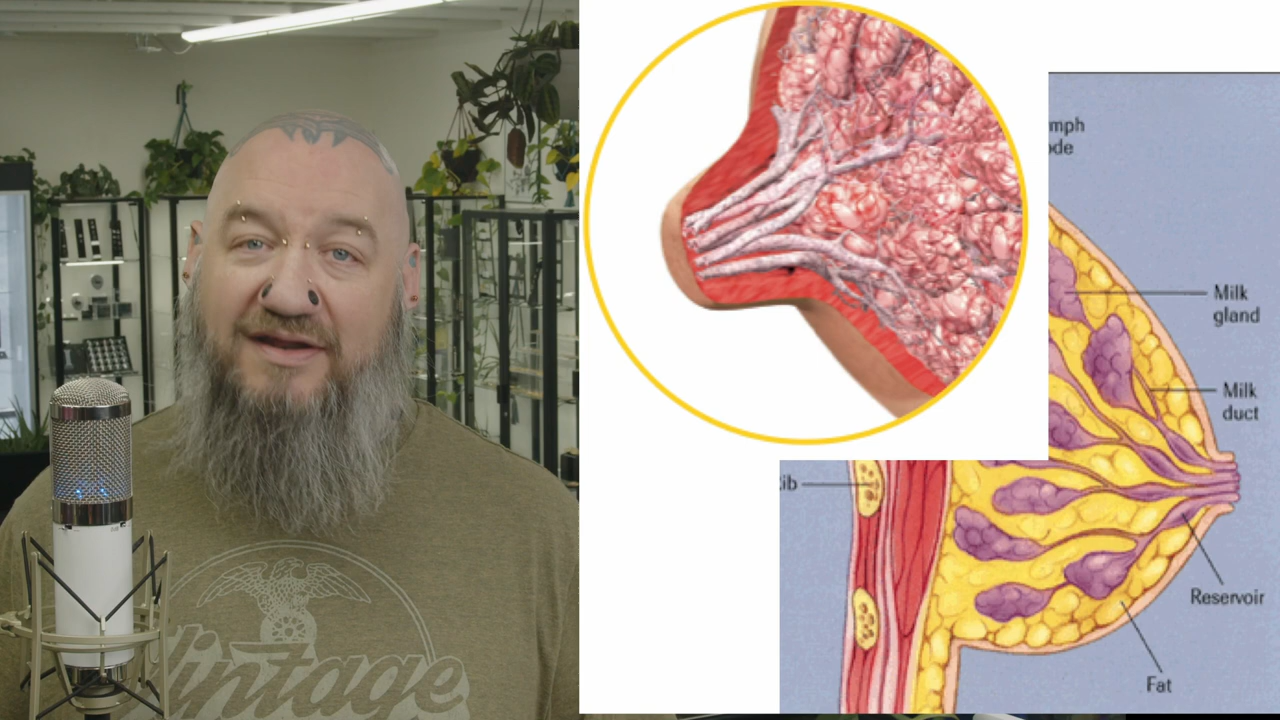 mph
ode
Milk
gland
Milk
duct
ib
Reservoir
Fat
Vintage